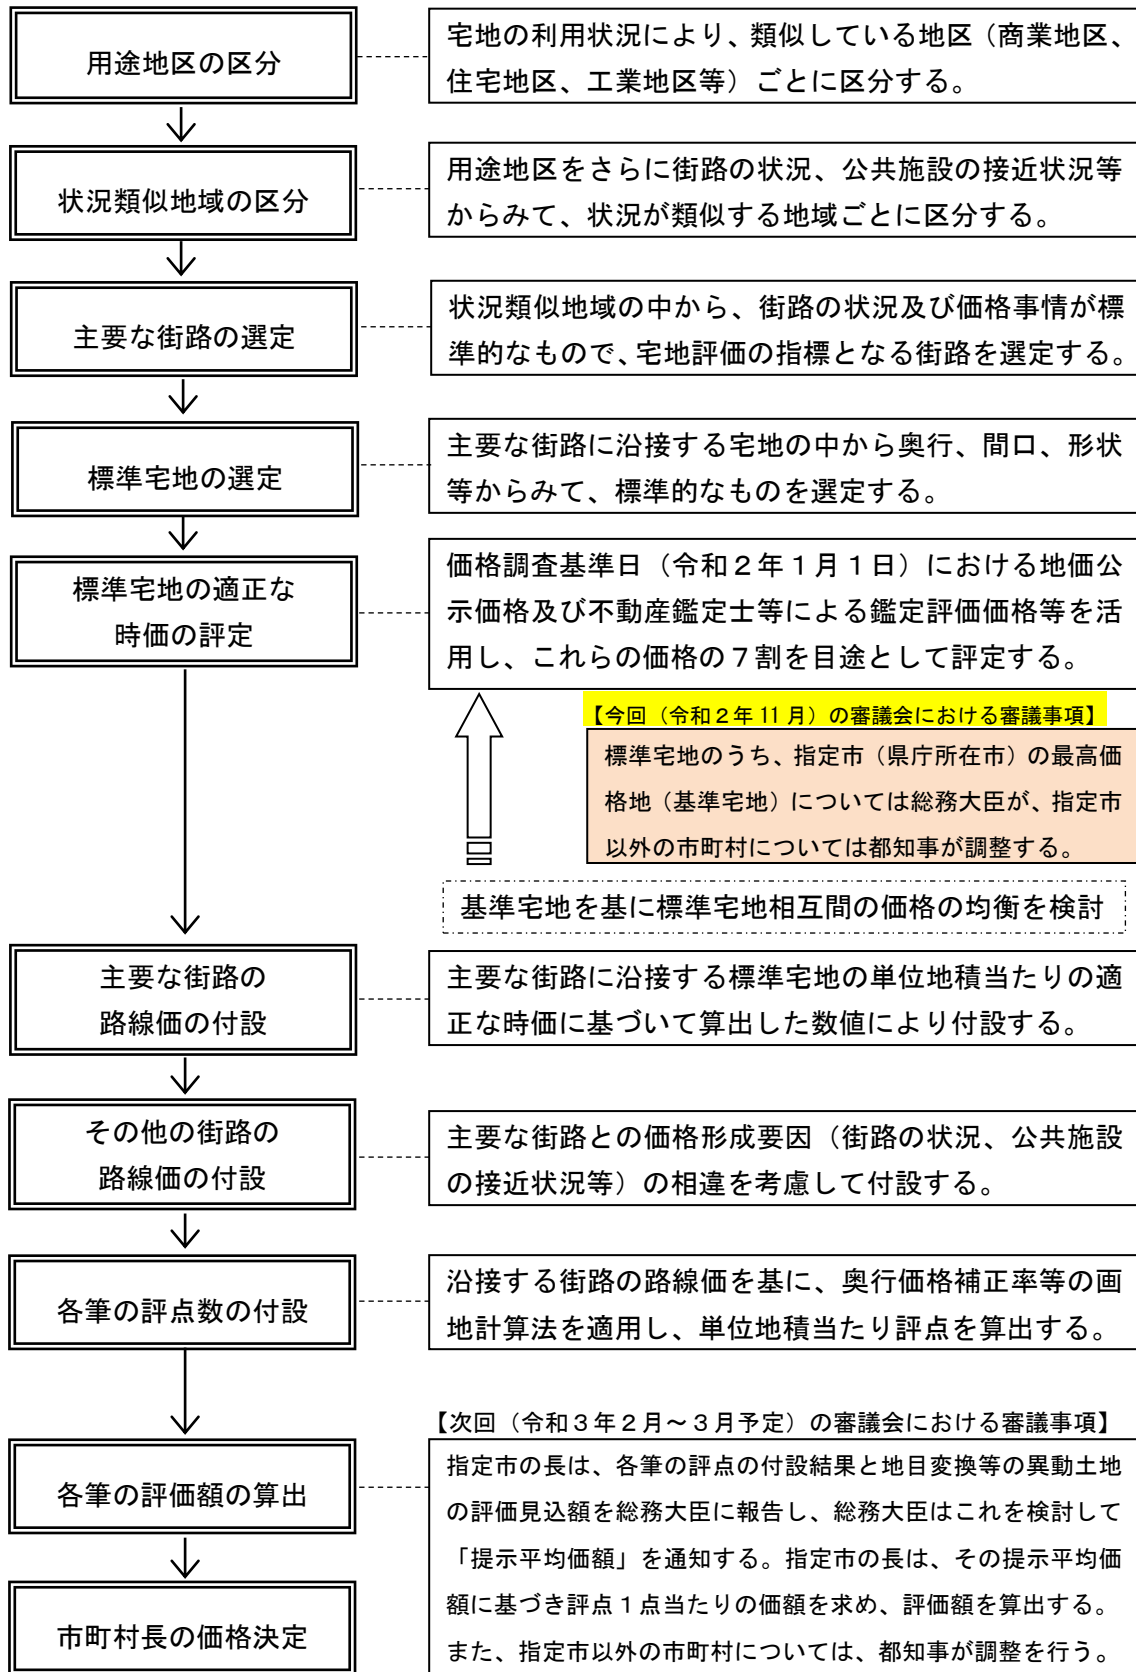 用途地区の区分
宅地の利用状況により、類似している地区（商業地区、
住宅地区、工業地区等）ごとに区分する。
状況類似地域の区分
用途地区をさらに街路の状況、公共施設の接近状況等
からみて、状況が類似する地域ごとに区分する。
主要な街路の選定
状況類似地域の中から、街路の状況及び価格事情が標
準的なもので、宅地評価の指標となる街路を選定する。
標準宅地の選定
主要な街路に沿接する宅地の中から奥行、間口、形状
等からみて、標準的なものを選定する。
標準宅地の適正な
時価の評定
価格調査基準日（令和２年１月１日）における地価公
示価格及び不動産鑑定士等による鑑定評価価格等を活
用し、これらの価格の７割を目途として評定する。
【今回（令和２年 11 月）の審議会における審議事項】
標準宅地のうち、指定市（県庁所在市）の最高価
格地（基準宅地）については総務大臣が、指定市
以外の市町村については都知事が調整する。
基準宅地を基に標準宅地相互間の価格の均衡を検討
主要な街路の
路線価の付設
主要な街路に沿接する標準宅地の単位地積当たりの適
正な時価に基づいて算出した数値により付設する。
その他の街路の
路線価の付設
主要な街路との価格形成要因（街路の状況、公共施設
の接近状況等）の相違を考慮して付設する。
各筆の評点数の付設
沿接する街路の路線価を基に、奥行価格補正率等の画
地計算法を適用し、単位地積当たり評点を算出する。
【次回（令和３年２月～３月予定）の審議会における審議事項】
各筆の評価額の算出
指定市の長は、各筆の評点の付設結果と地目変換等の異動土地
の評価見込額を総務大臣に報告し、総務大臣はこれを検討して
「提示平均価額」を通知する。指定市の長は、その提示平均価
額に基づき評点１点当たりの価額を求め、評価額を算出する。
また、指定市以外の市町村については、都知事が調整を行う。
市町村長の価格決定